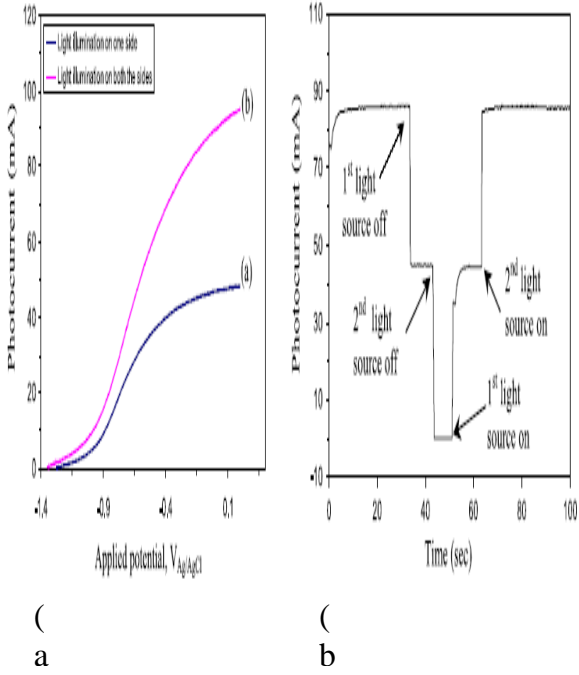 120
100
80
60
40
20
0
Photocurrent (mA)
Light illumination on one side
Light illumination on both the sides
(b)
(a)
-1.4
-0.9
-0.4
0.1
Applied potential, V_Ag/AgCl
110
90
70
50
30
10
-10
Photocurrent (mA)
1st light
source off
2nd light
source off
2nd light
source on
1st light
source on
0
20
40
60
80
100
Time (sec)
(
a
(
b